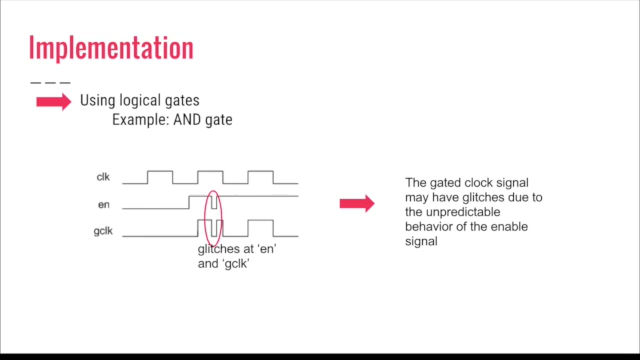 Implementation
Using logical gates
Example: AND gate
clk
en
gclk
glitches at 'en'
and 'gclk'
The gated clock signal
may have glitches due to
the unpredictable
behavior of the enable
signal